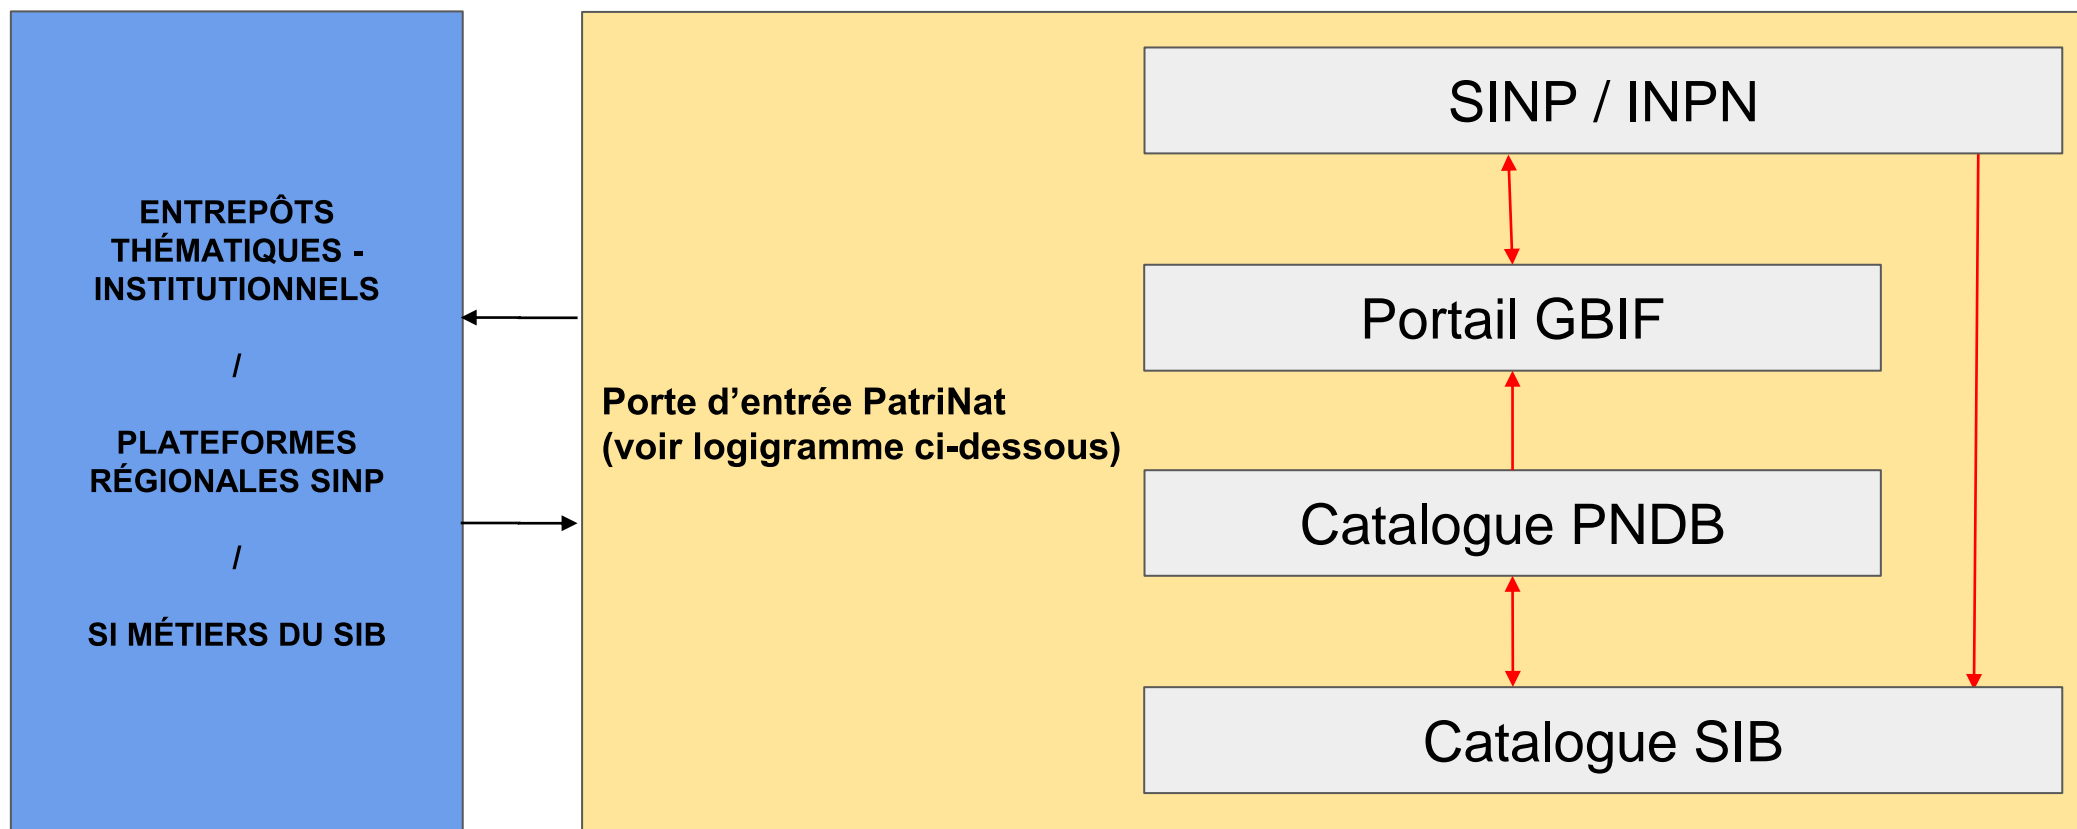 ENTREPÔTS
THÉMATIQUES -
INSTITUTIONNELS
/
PLATEFORMES
RÉGIONALES SINP
/
SI MÉTIERS DU SIB
Porte d’entrée PatriNat
(voir logigramme ci-dessous)
SINP / INPN
Portail GBIF
Catalogue PNDB
Catalogue SIB